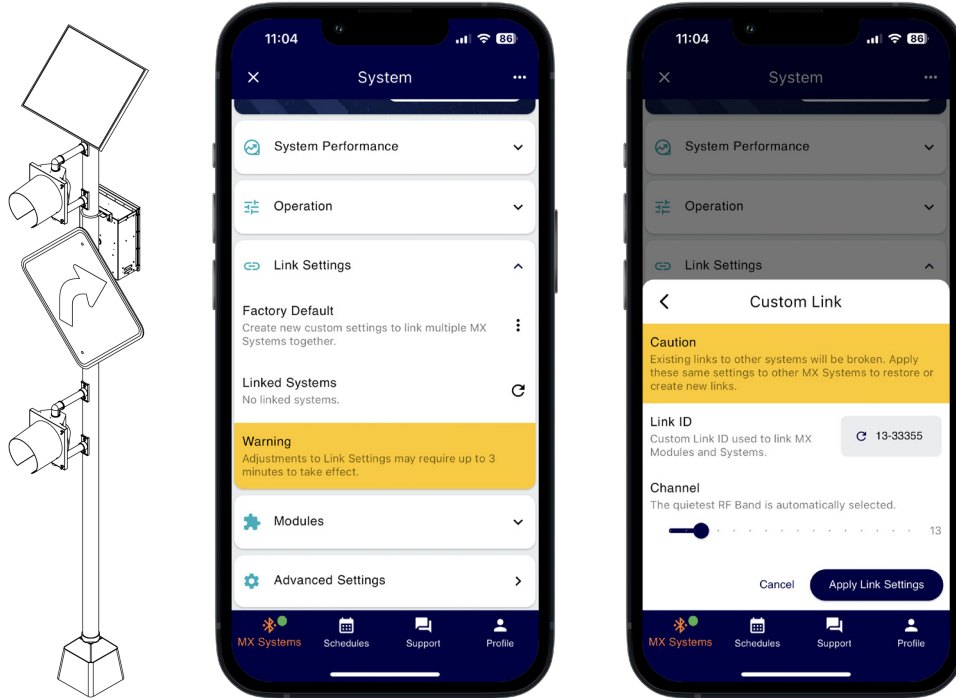 11:04
86
System
System Performance
Operation
Link Settings
Factory Default
Create new custom settings to link multiple MX
Systems together.
Linked Systems
No linked systems.
Warning
Adjustments to Link Settings may require up to 3
minutes to take effect.
Modules
Advanced Settings
MX Systems
Schedules
Support
Profile
11:04
86
System
System Performance
Operation
Link Settings
Custom Link
Caution
Existing links to other systems will be broken. Apply
these same settings to other MX Systems to restore or
create new links.
Link ID
Custom Link ID used to link MX
Modules and Systems.
13-33355
Channel
The quietest RF Band is automatically selected.
13
Cancel
Apply Link Settings
MX Systems
Schedules
Support
Profile